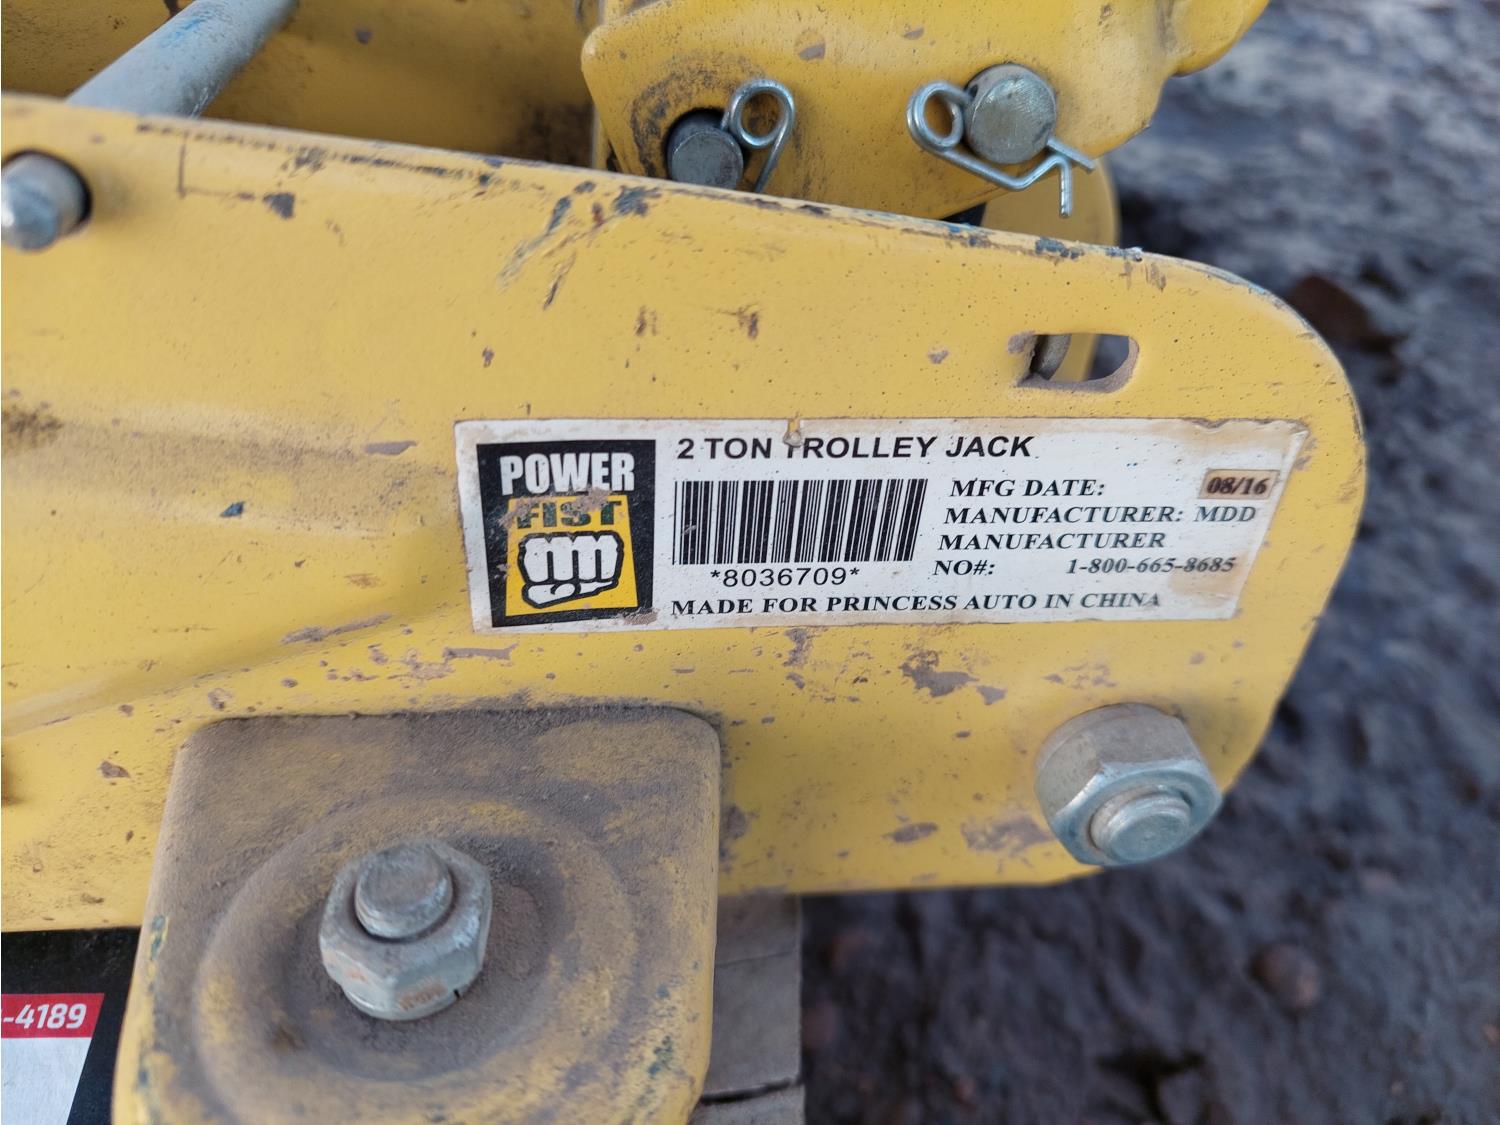 POWER
FIST
2 TON TROLLEY JACK
*8036709*
MFG DATE: 08/16
MANUFACTURER: MDD
MANUFACTURER
NO#: 1-800-665-8685
MADE FOR PRINCESS AUTO IN CHINA
-4189